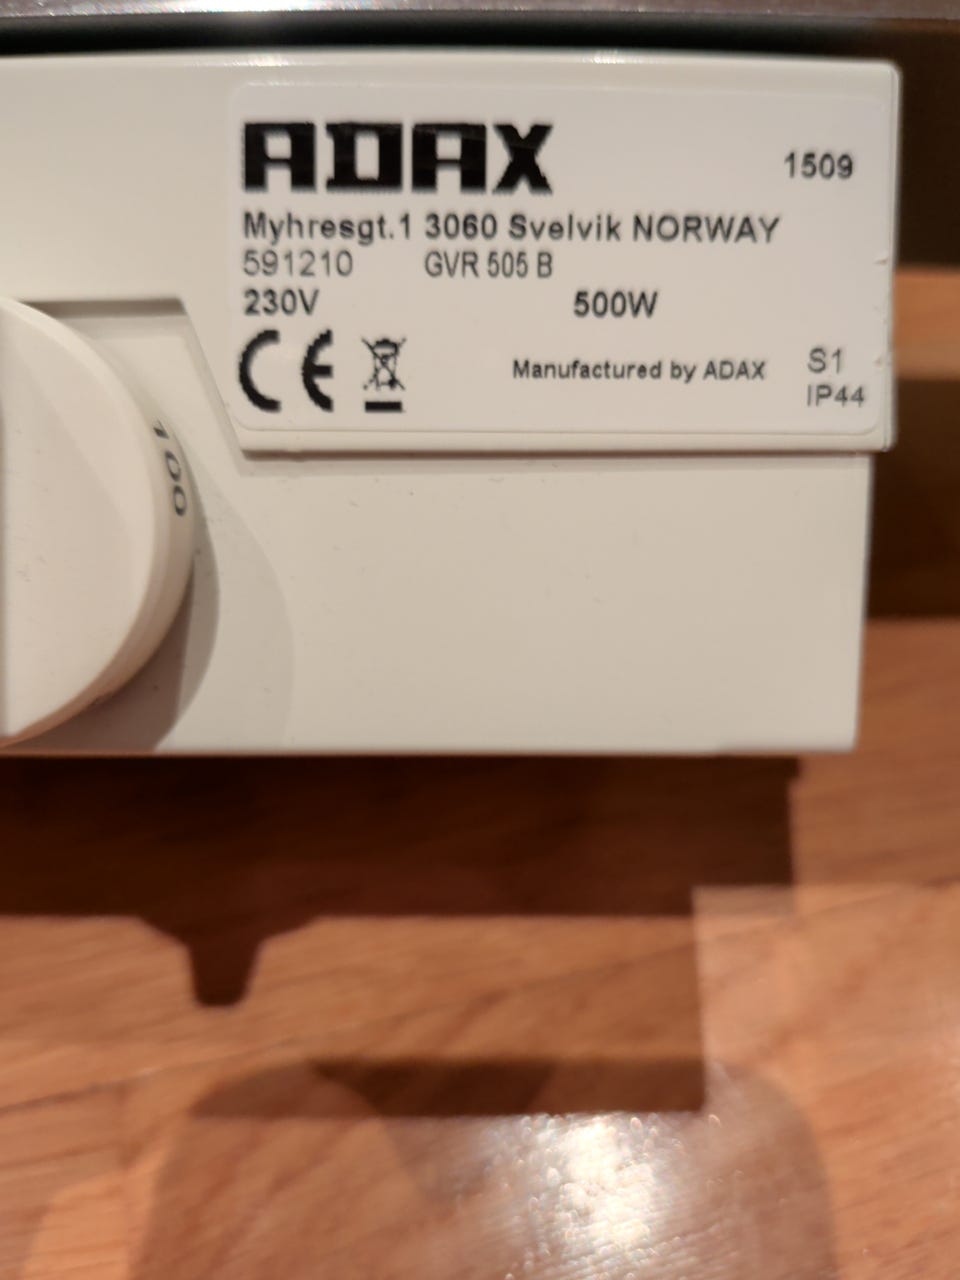 ADAX
1509
Myhresgt.1 3060 Svelvik NORWAY
591210 GVR 505 B
230V 500W
CE
Manufactured by ADAX
S1
IP44
100